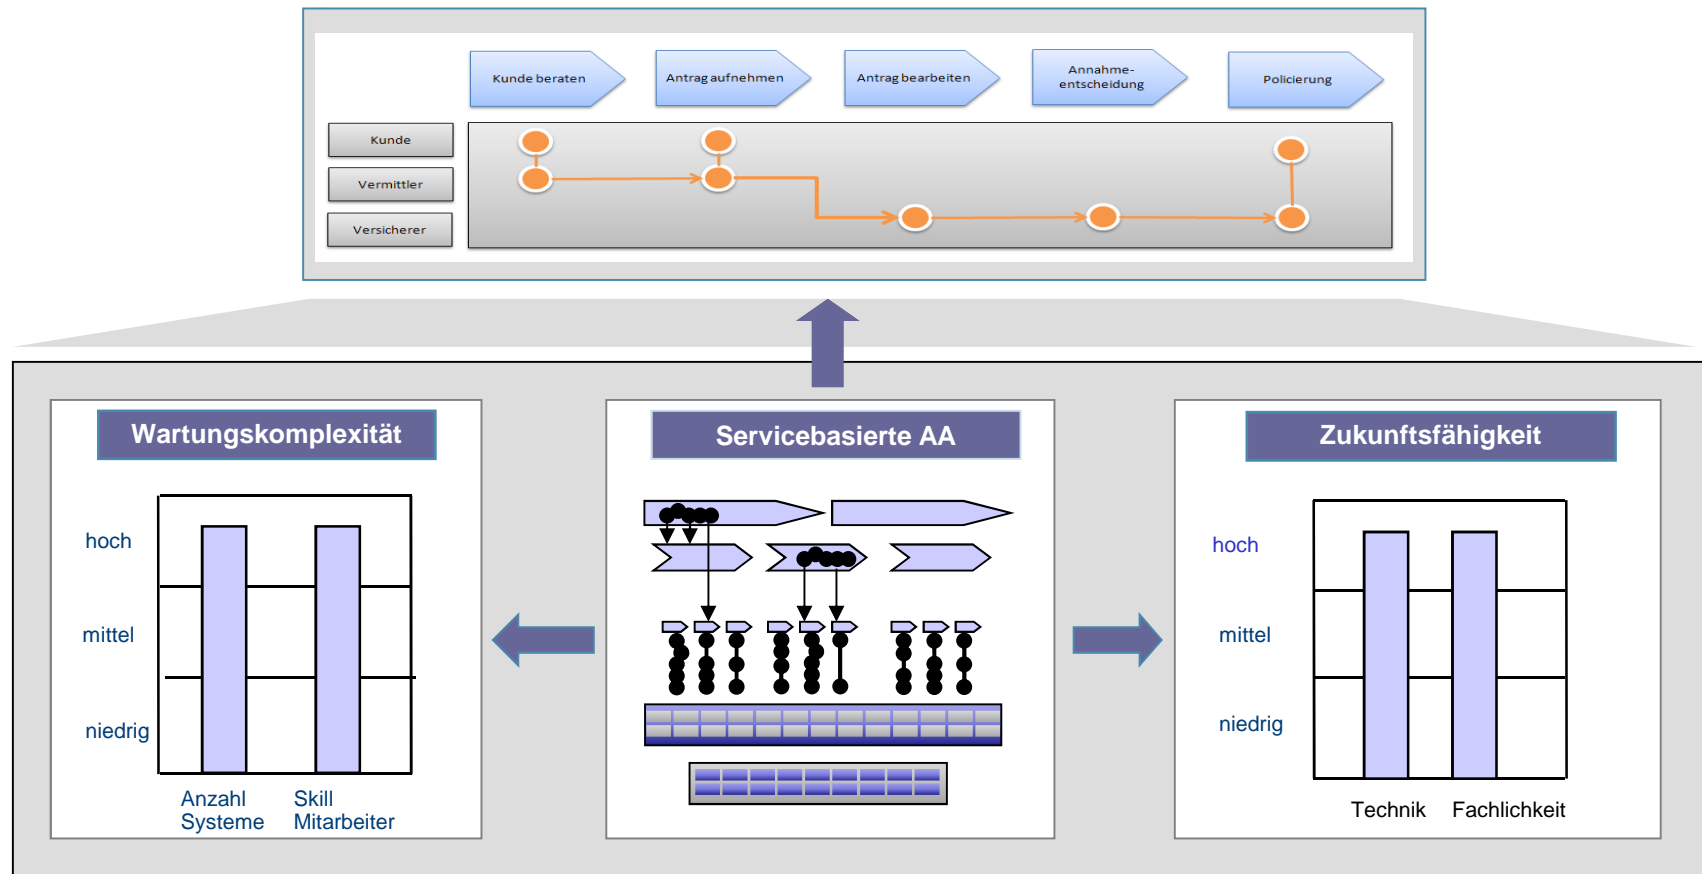 Kunde beraten
Antrag aufnehmen
Antrag bearbeiten
Annahme-
entscheidung
Policierung
Kunde
Vermittler
Versicherer
Wartungskomplexität
hoch
mittel
niedrig
Anzahl
Systeme
Skill
Mitarbeiter
Servicebasierte AA
Zukunftsfähigkeit
hoch
mittel
niedrig
Technik
Fachlichkeit